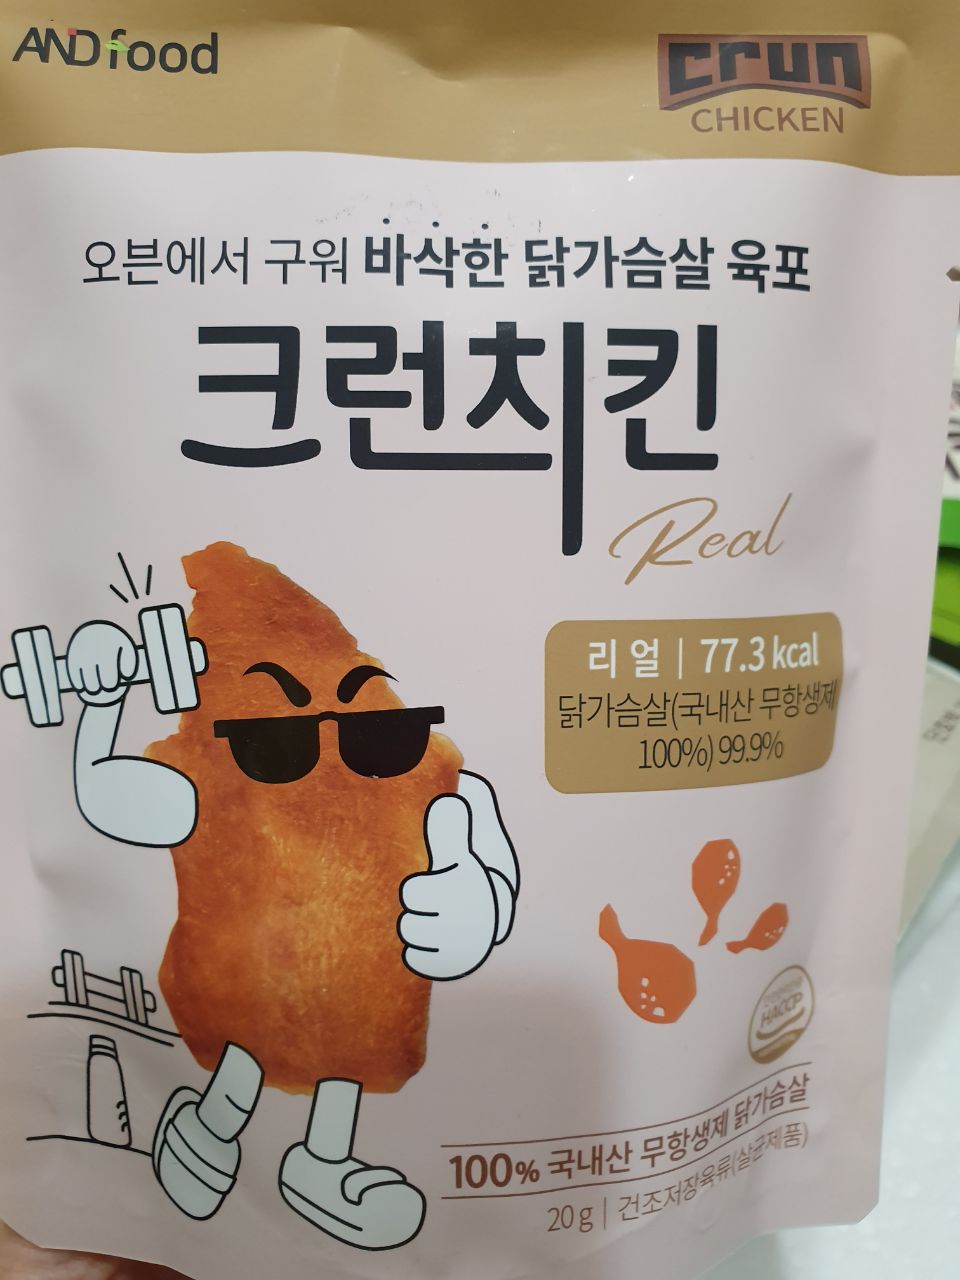 ANDfood
crun
CHICKEN
오븐에서 구워 바삭한 닭가슴살 육포
크런치킨
Real
리얼 | 77.3 kcal
닭가슴살(국내산 무항생제
100%) 99.9%
HACCP
100% 국내산 무항생제 닭가슴살
20g | 건조저장육류(살균제품)